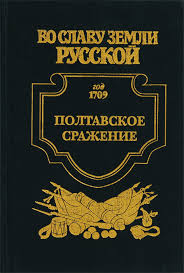 ВО СЛАВУ ЗЕМЛИ
РУССКОЙ
год
1709
ПОЛТАВСКОЕ
СРАЖЕНИЕ